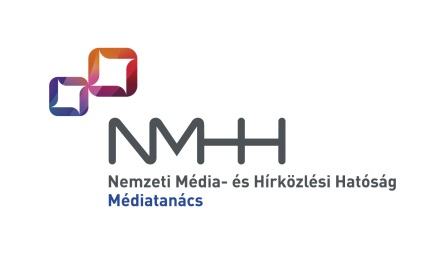 NMHH
Nemzeti Média- és Hírközlési Hatóság
Médiatanács